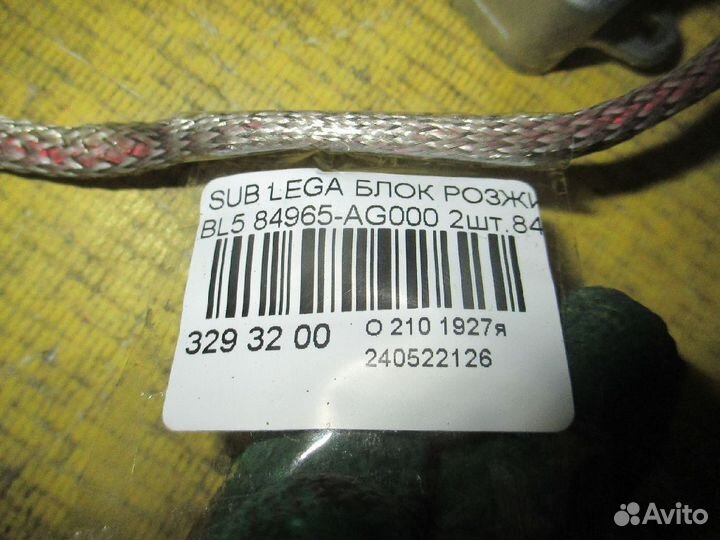 SUB LEGA БЛОК РОЗЖИ
BL5 84965-AG000 2шт.84
329 32 00
О 210 1927я
240522126
Avito